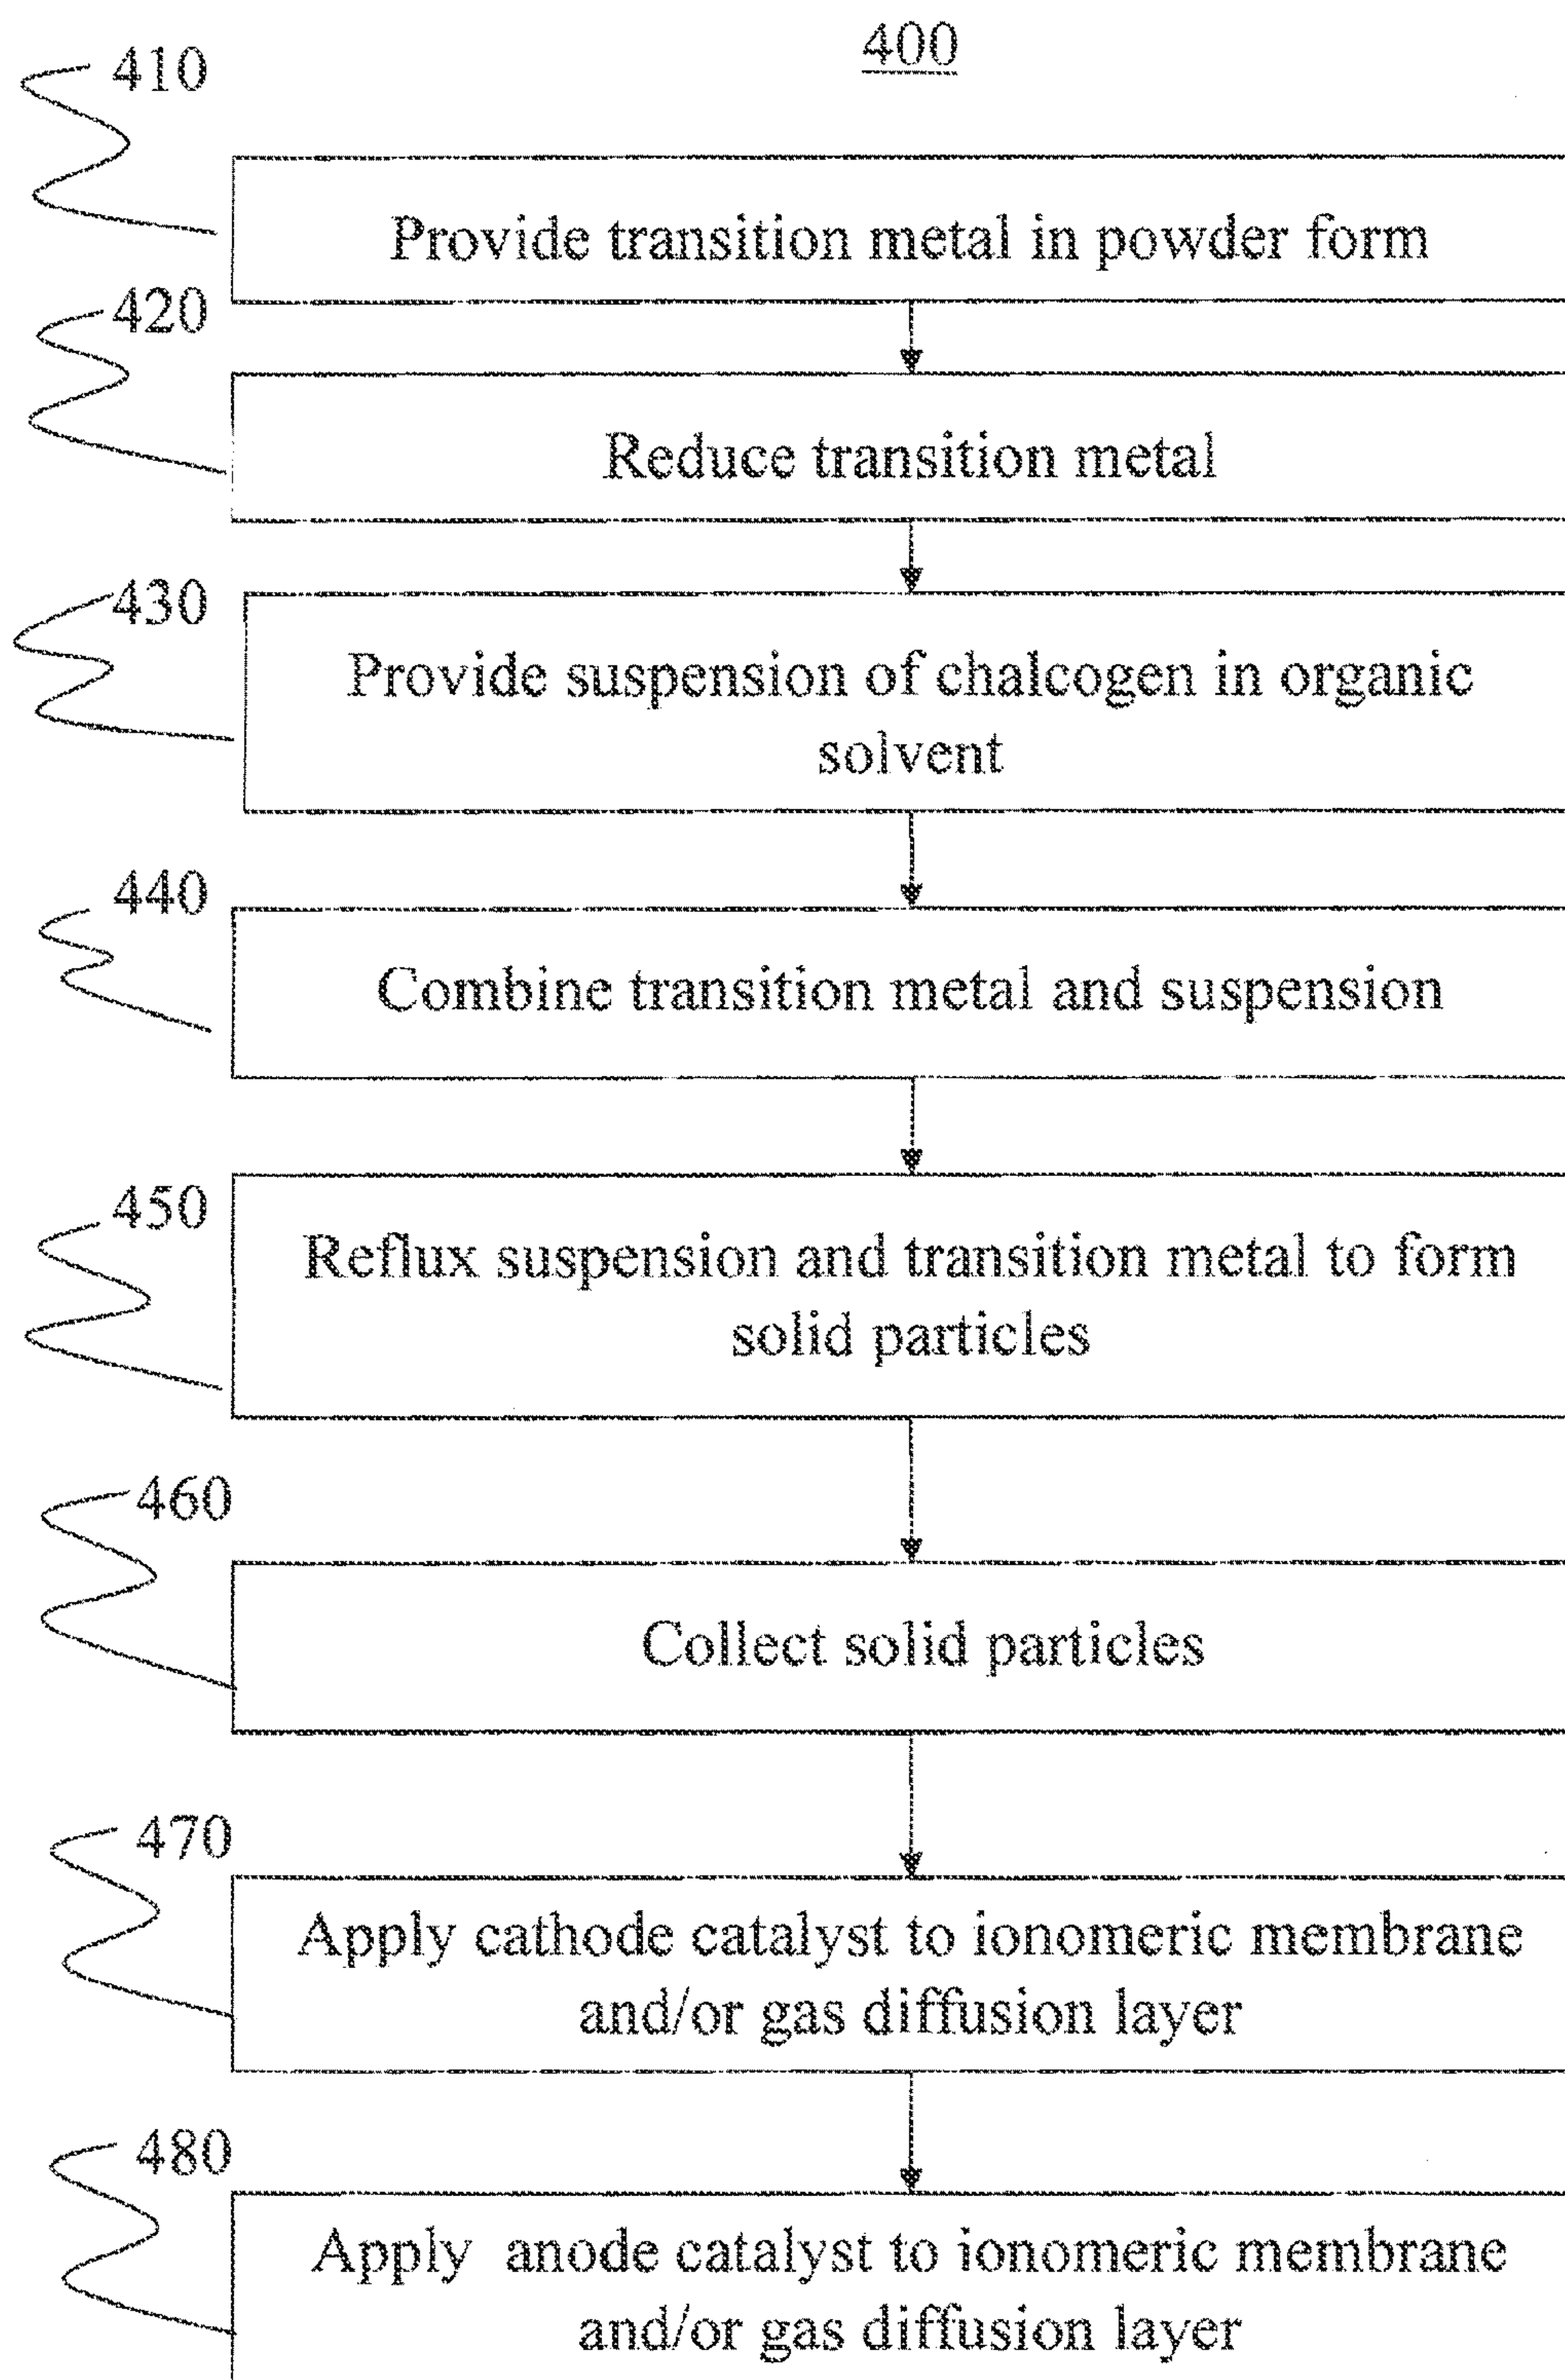 400
410
Provide transition metal in powder form
420
Reduce transition metal
430
Provide suspension of chalcogen in organic
solvent
440
Combine transition metal and suspension
450
Reflux suspension and transition metal to form
solid particles
460
Collect solid particles
470
Apply cathode catalyst to ionomeric membrane
and/or gas diffusion layer
480
Apply anode catalyst to ionomeric membrane
and/or gas diffusion layer